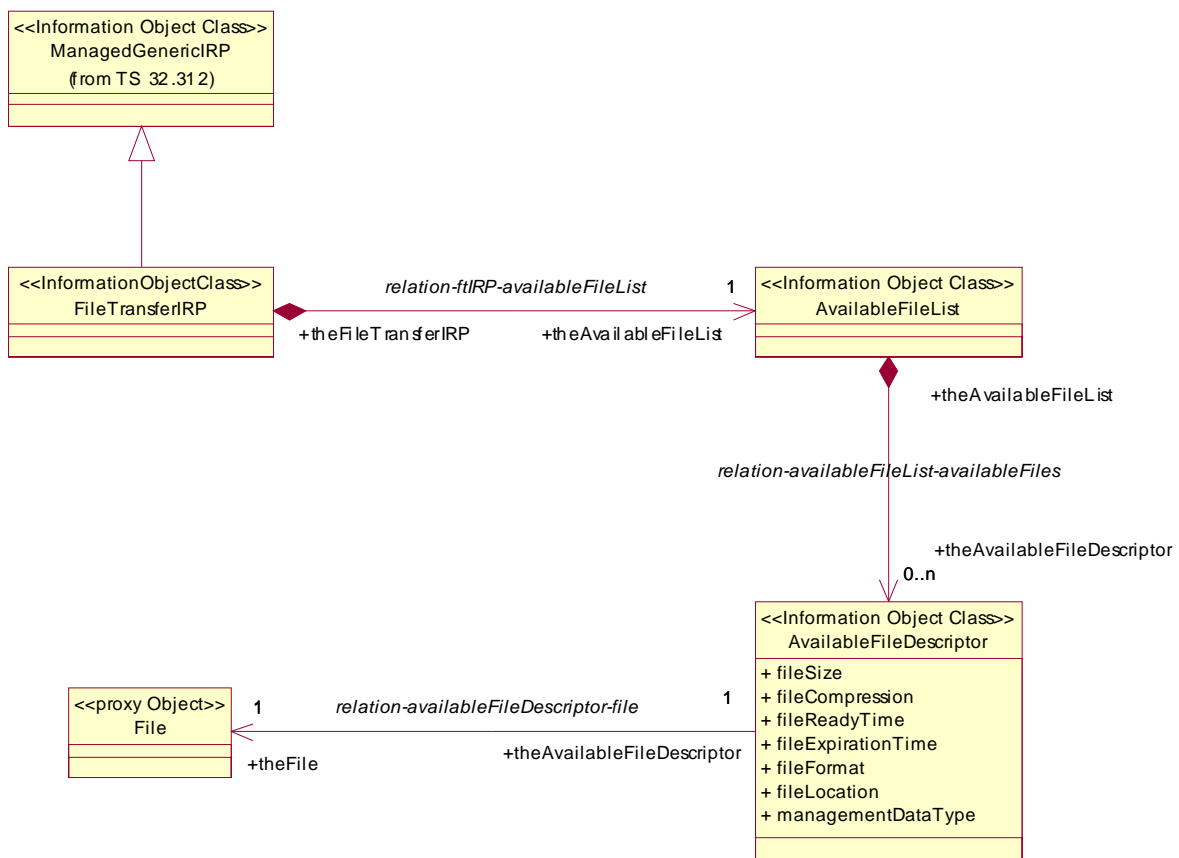 <<Information Object Class>>
ManagedGenericIRP
(from TS 32.312)
<<InformationObjectClass>>
FileTransferIRP
relation-ftIRP-availableFileList
1
+theFileTransferIRP
+theAvailableFileList
<<Information Object Class>>
AvailableFileList
+theAvailableFileList
relation-availableFileList-availableFiles
+theAvailableFileDescriptor
0..n
<<Information Object Class>>
AvailableFileDescriptor
+ fileSize
+ fileCompression
+ fileReadyTime
+ fileExpirationTime
+ fileFormat
+ fileLocation
+ managementDataType
<<proxy Object>>
File
1
relation-availableFileDescriptor-file
1
+theFile
+theAvailableFileDescriptor